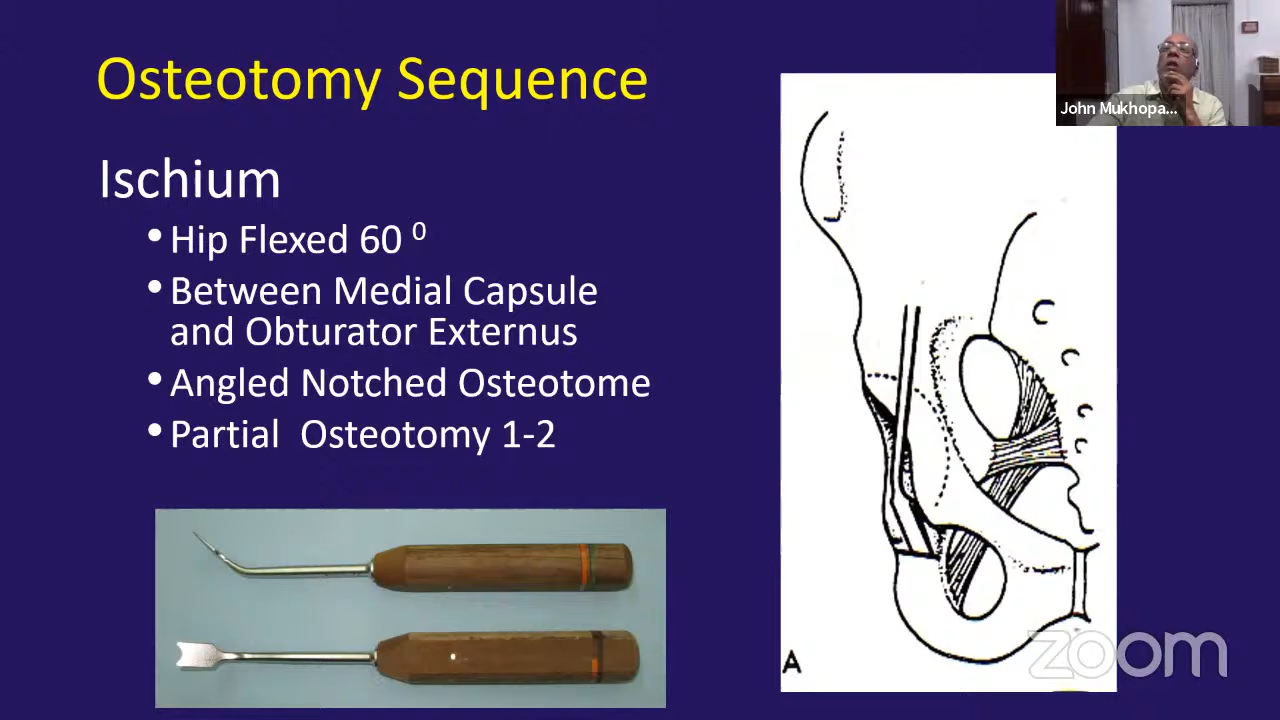 Osteotomy Sequence
John Mukhopa...
Ischium
• Hip Flexed 60 ⁰
• Between Medial Capsule
and Obturator Externus
• Angled Notched Osteotome
• Partial  Osteotomy 1-2
A
zoom